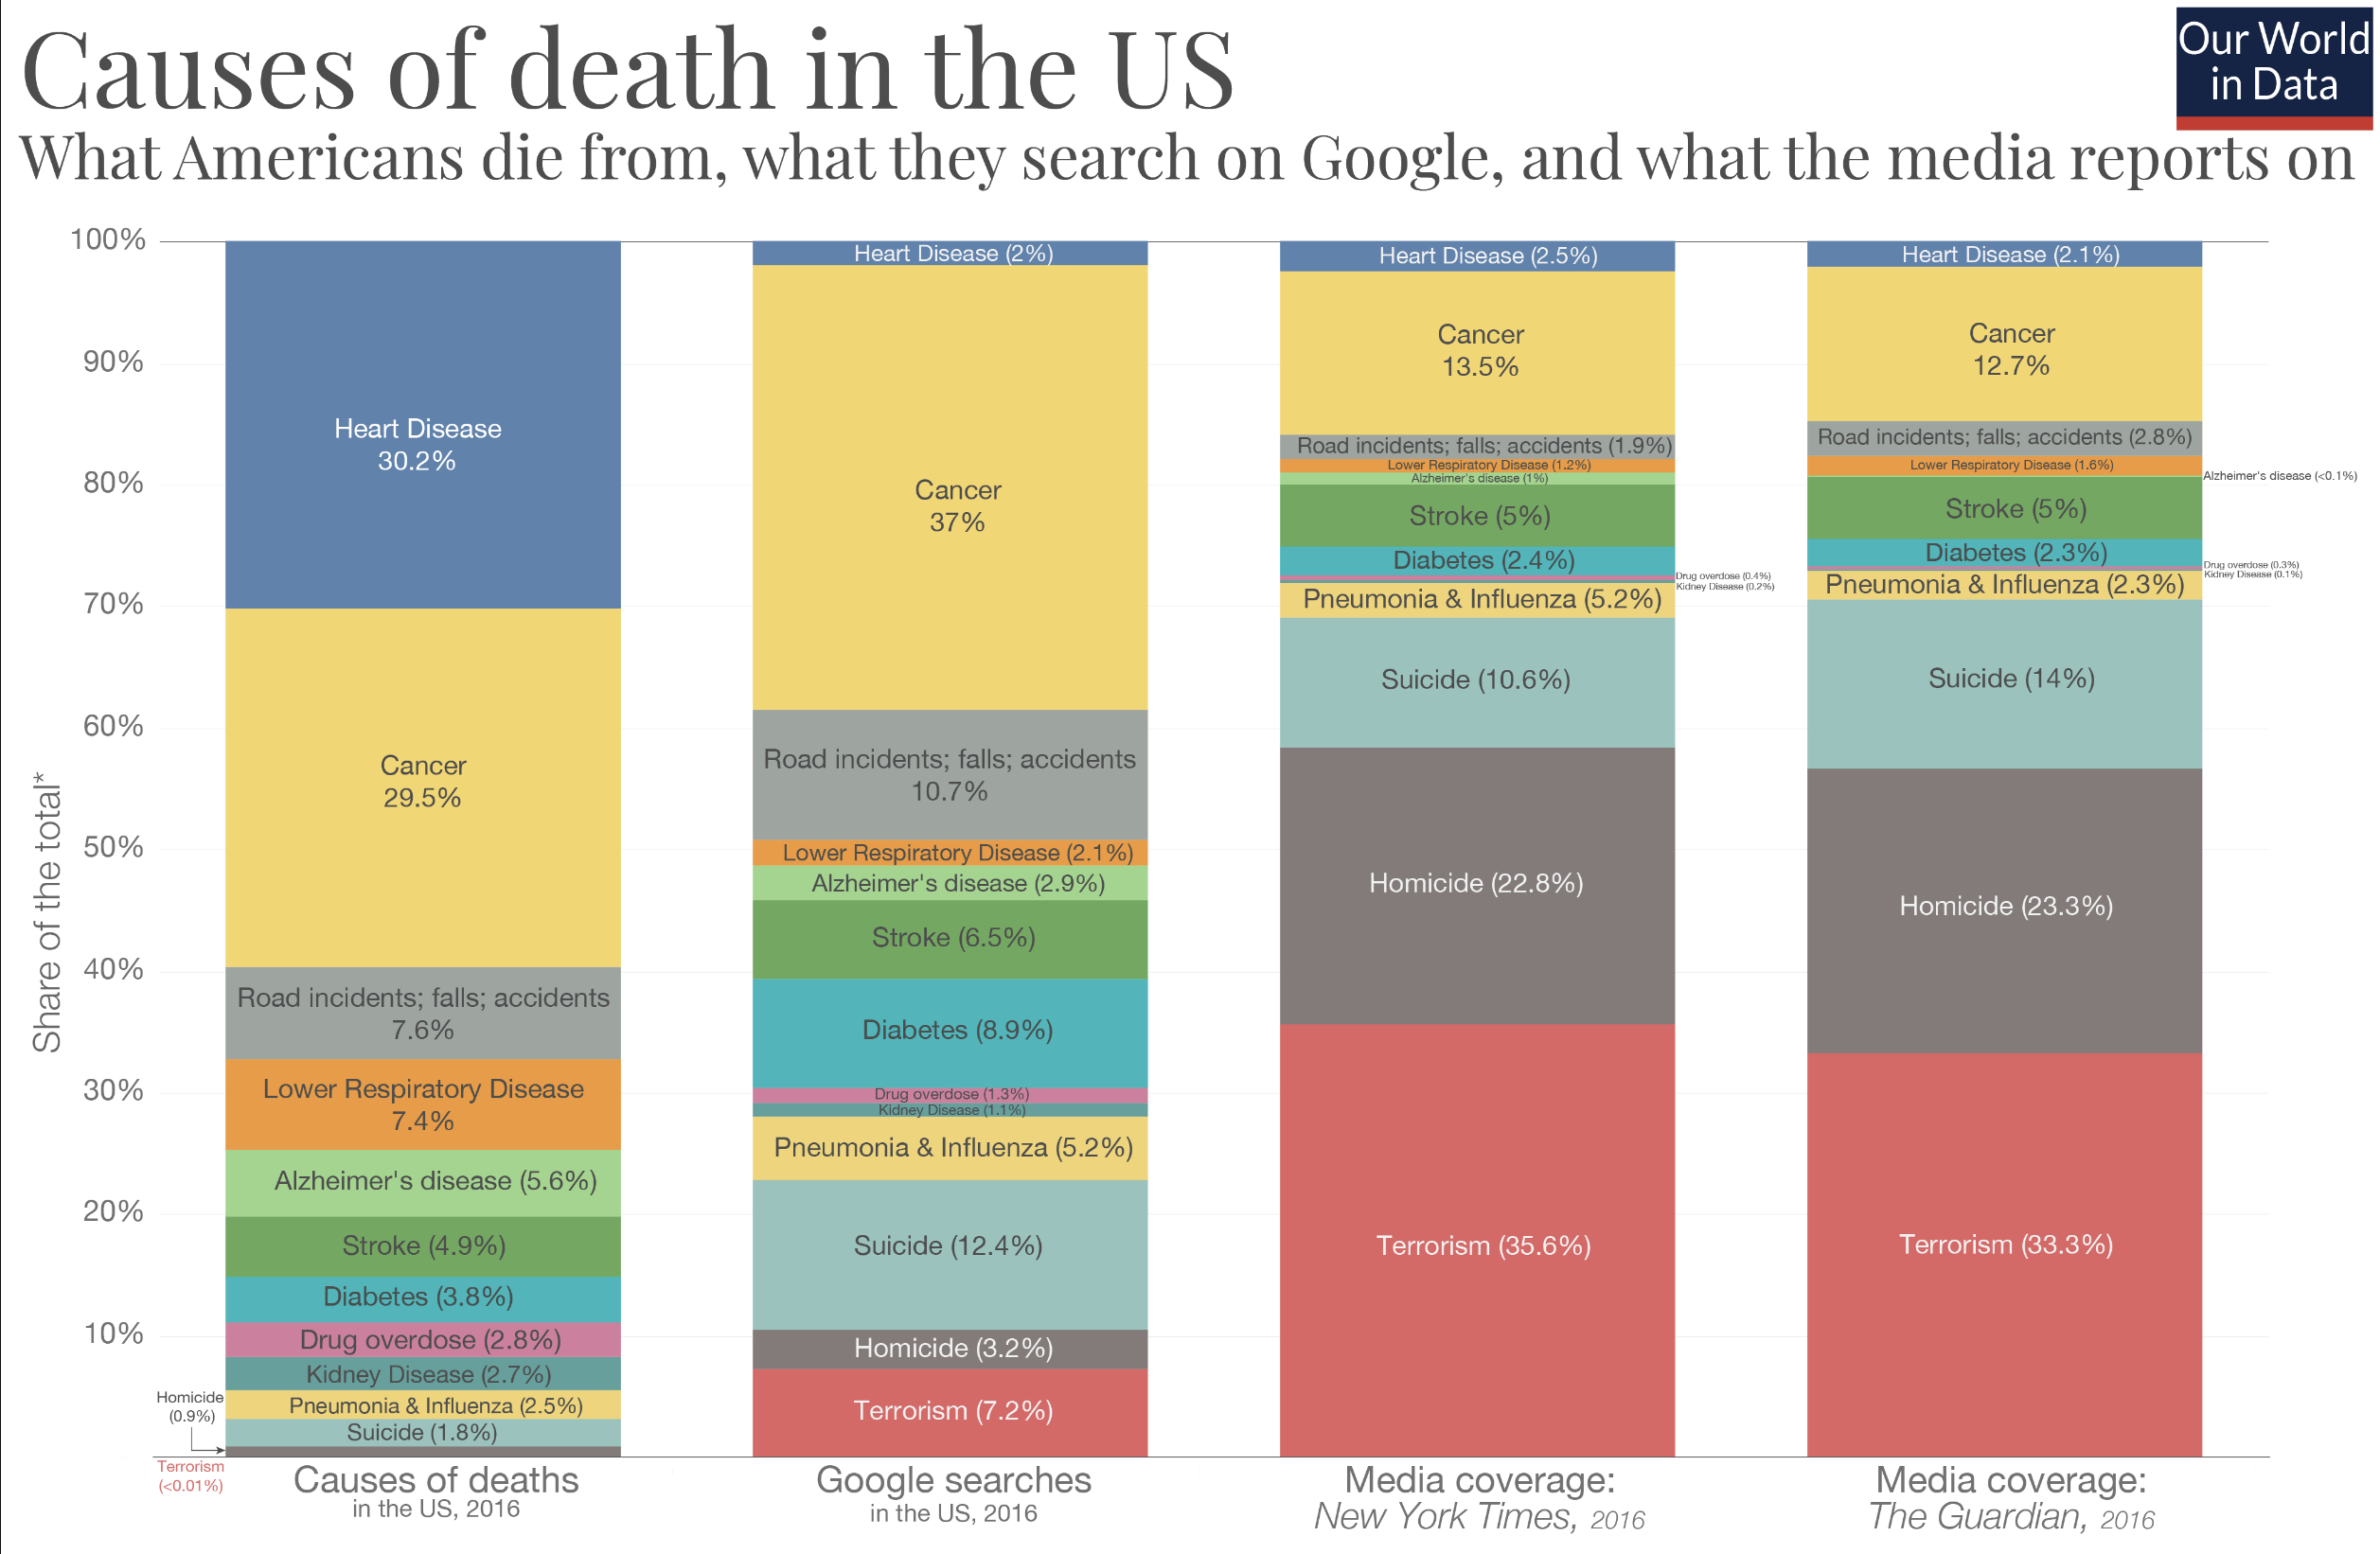 Causes of death in the US
What Americans die from, what they search on Google, and what the media reports on
Our World
in Data
Share of the total*
100%
90%
80%
70%
60%
50%
40%
30%
20%
10%
Heart Disease
30.2%
Cancer
29.5%
Road incidents; falls; accidents
7.6%
Lower Respiratory Disease
7.4%
Alzheimer's disease (5.6%)
Stroke (4.9%)
Diabetes (3.8%)
Drug overdose (2.8%)
Kidney Disease (2.7%)
Pneumonia & Influenza (2.5%)
Suicide (1.8%)
Homicide
(0.9%)
Terrorism
(<0.01%)
Causes of deaths
in the US, 2016
Heart Disease (2%)
Cancer
37%
Road incidents; falls; accidents
10.7%
Lower Respiratory Disease (2.1%)
Alzheimer's disease (2.9%)
Stroke (6.5%)
Diabetes (8.9%)
Drug overdose (1.3%)
Kidney Disease (1.1%)
Pneumonia & Influenza (5.2%)
Suicide (12.4%)
Homicide (3.2%)
Terrorism (7.2%)
Google searches
in the US, 2016
Heart Disease (2.5%)
Cancer
13.5%
Road incidents; falls; accidents (1.9%)
Lower Respiratory Disease (1.2%)
Alzheimer's disease (1%)
Stroke (5%)
Diabetes (2.4%)
Drug overdose (0.4%)
Kidney Disease (0.2%)
Pneumonia & Influenza (5.2%)
Suicide (10.6%)
Homicide (22.8%)
Terrorism (35.6%)
Media coverage:
New York Times, 2016
Heart Disease (2.1%)
Cancer
12.7%
Road incidents; falls; accidents (2.8%)
Lower Respiratory Disease (1.6%)
Alzheimer's disease (<0.1%)
Stroke (5%)
Diabetes (2.3%)
Drug overdose (0.3%)
Kidney Disease (0.1%)
Pneumonia & Influenza (2.3%)
Suicide (14%)
Homicide (23.3%)
Terrorism (33.3%)
Media coverage:
The Guardian, 2016